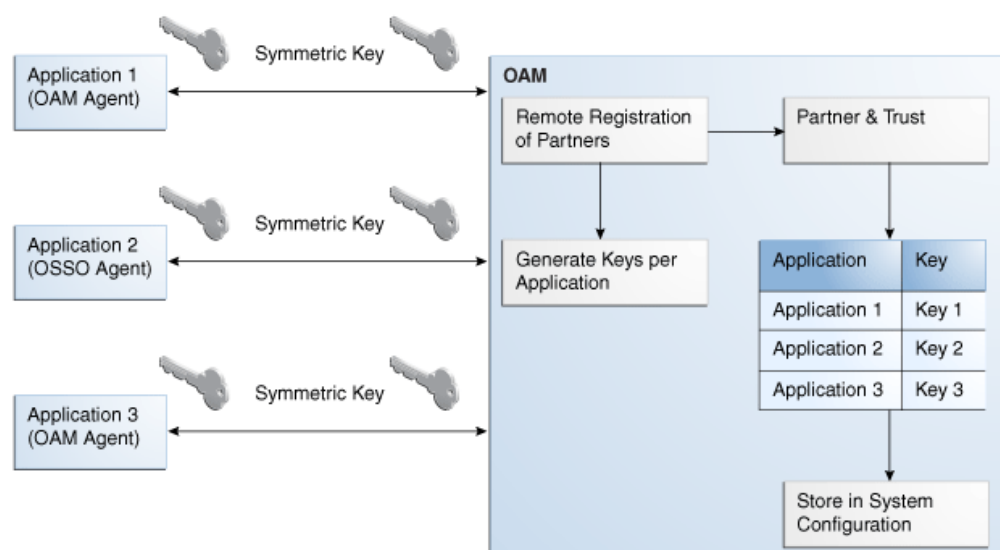 Symmetric Key
Application 1
(OAM Agent)
Symmetric Key
Application 2
(OSSO Agent)
Symmetric Key
Application 3
(OAM Agent)
OAM
Remote Registration
of Partners
Partner & Trust
Generate Keys per
Application
Application Key
Application 1 Key 1
Application 2 Key 2
Application 3 Key 3
Store in System
Configuration